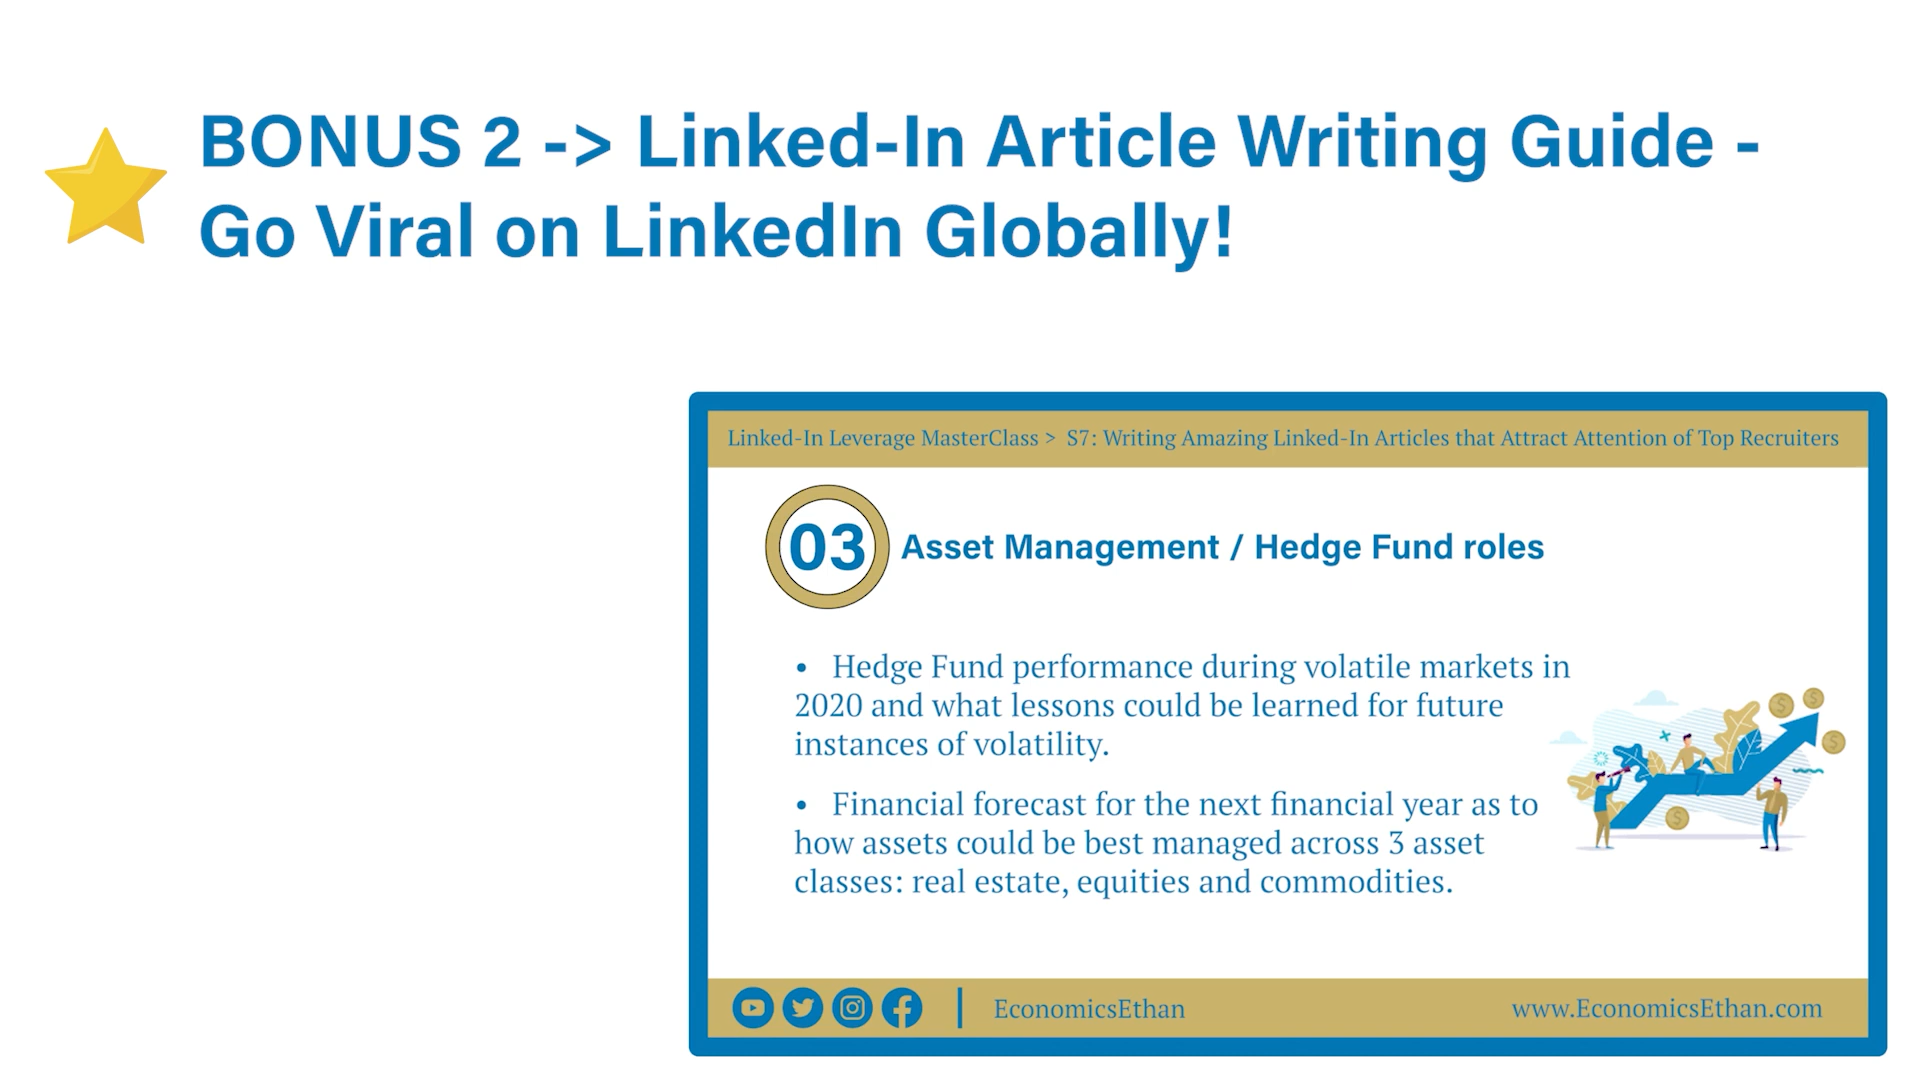 BONUS 2 -> Linked-In Article Writing Guide -
Go Viral on LinkedIn Globally!
Linked-In Leverage MasterClass > S7: Writing Amazing Linked-In Articles that Attract Attention of Top Recruiters
03 Asset Management / Hedge Fund roles
• Hedge Fund performance during volatile markets in
2020 and what lessons could be learned for future
instances of volatility.
• Financial forecast for the next financial year as to
how assets could be best managed across 3 asset
classes: real estate, equities and commodities.
EconomicsEthan www.EconomicsEthan.com